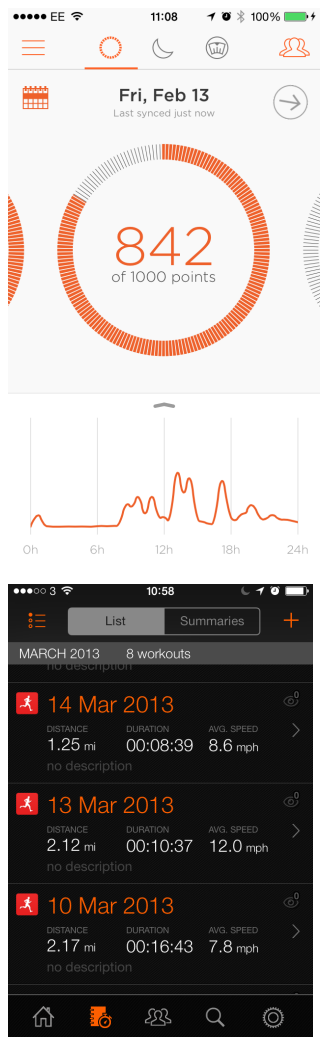 EE 11:08 100%
Fri, Feb 13
Last synced just now
842
of 1000 points
0h 6h 12h 18h 24h
3 10:58
List Summaries
MARCH 2013 8 workouts
no description
14 Mar 2013 0
DISTANCE DURATION AVG. SPEED
1.25 mi 00:08:39 8.6 mph
no description
13 Mar 2013 0
DISTANCE DURATION AVG. SPEED
2.12 mi 00:10:37 12.0 mph
no description
10 Mar 2013 0
DISTANCE DURATION AVG. SPEED
2.17 mi 00:16:43 7.8 mph
no description